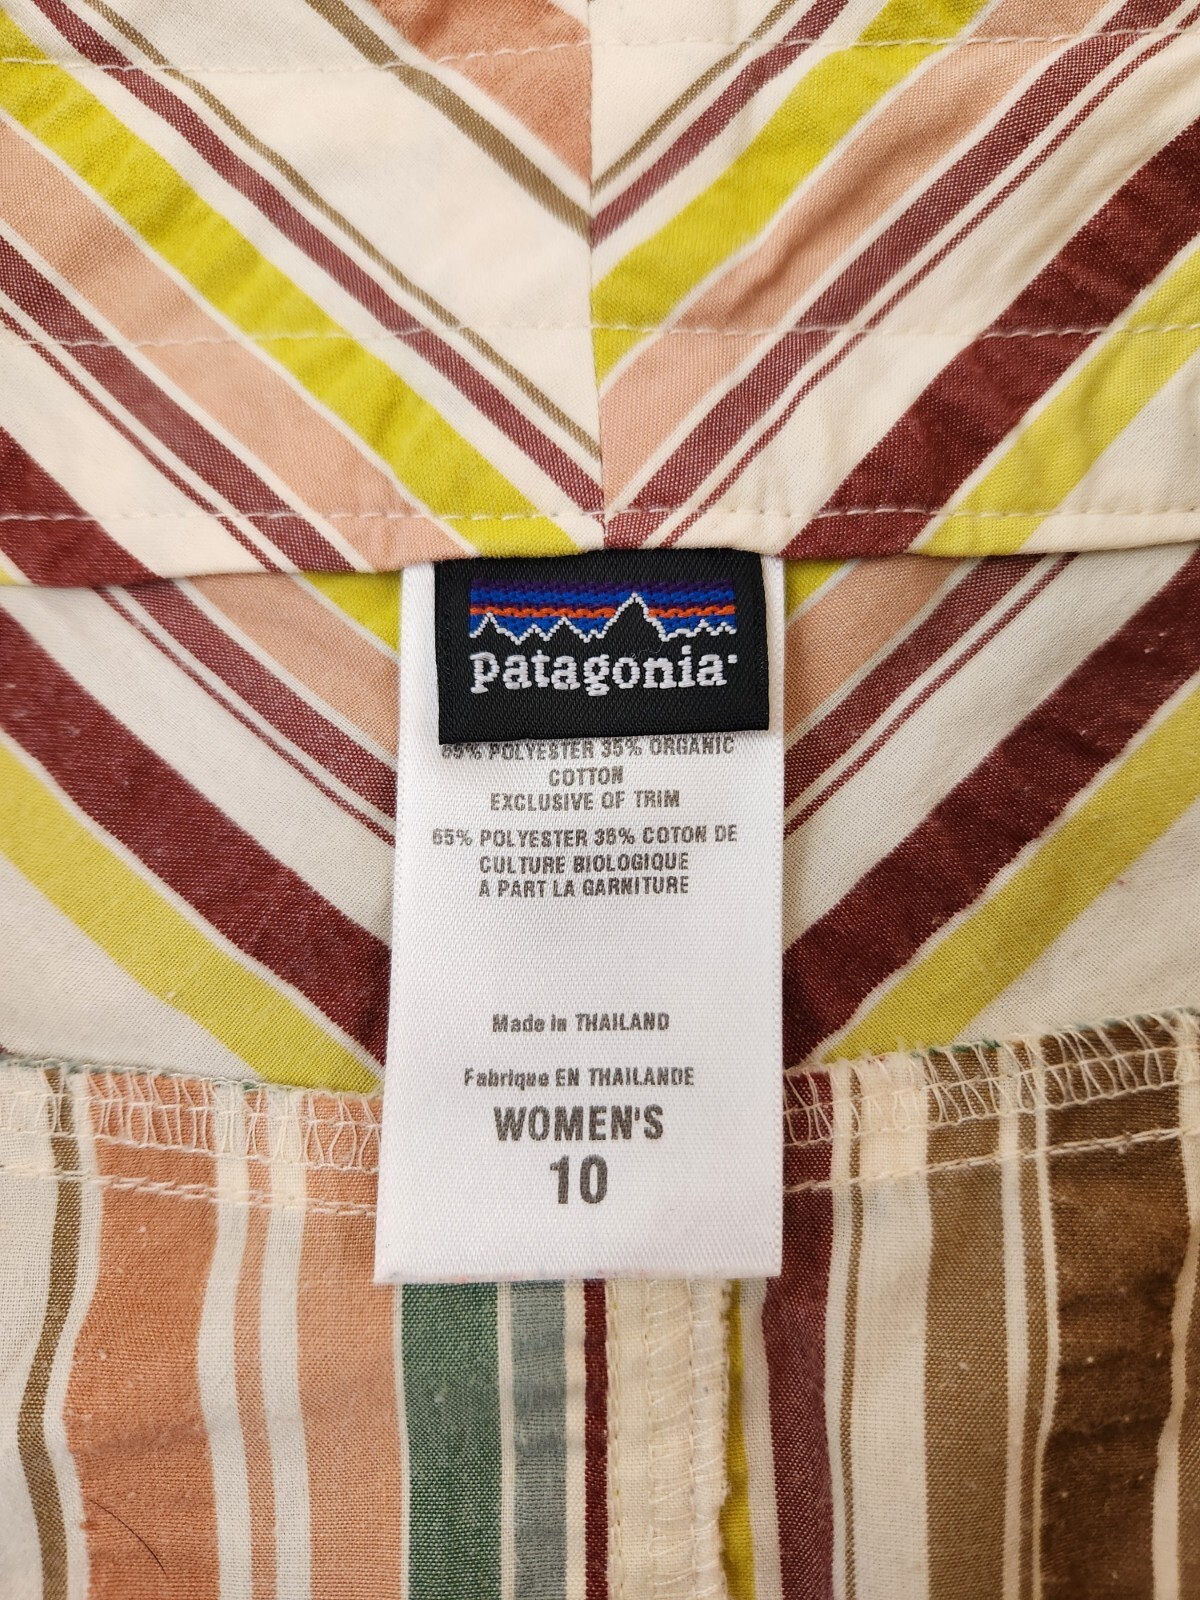 patagonia
65% POLYESTER 35% ORGANIC
COTTON
EXCLUSIVE OF TRIM
65% POLYESTER 35% COTON DE
CULTURE BIOLOGIQUE
A PART LA GARNITURE
Made in THAILAND
Fabrique EN THAILANDE
WOMEN'S
10